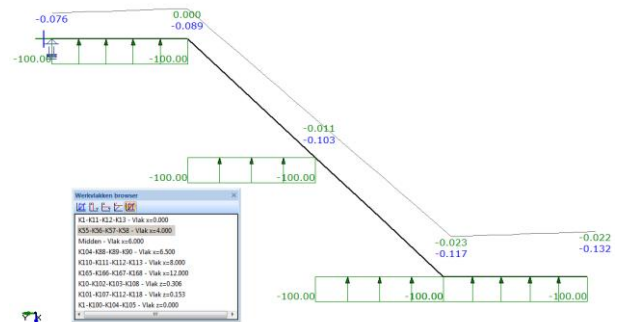 -0.076
0.000
-0.089
-100.00
-100.00
-0.011
-0.103
-100.00
-100.00
Werkvlakken browser
K1-K11-K12-K13 - Vlak x=0.000
K55-K56-K57-K58 - Vlak x=4.000
Midden - Vlak x=6.000
K104-K88-K89-K90 - Vlak x=6.500
K110-K111-K112-K113 - Vlak x=8.000
K165-K166-K167-K168 - Vlak x=12.000
K10-K102-K103-K108 - Vlak z=0.306
K101-K107-K112-K118 - Vlak z=0.153
K1-K100-K104-K105 - Vlak z=0.000
-0.023
-0.117
-0.022
-0.132
-100.00
-100.00
-100.00